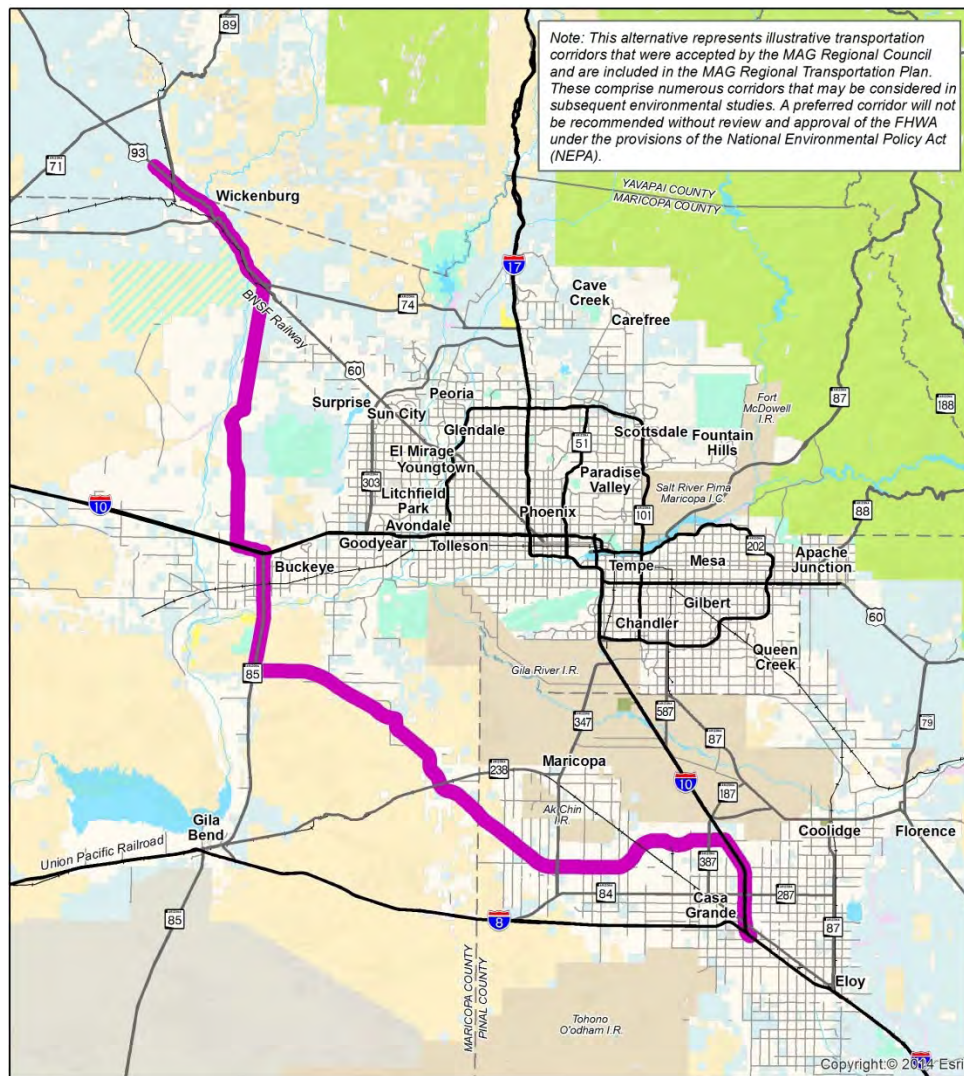 Note: This alternative represents illustrative transportation
corridors that were accepted by the MAG Regional Council
and are included in the MAG Regional Transportation Plan.
These comprise numerous corridors that may be considered in
subsequent environmental studies. A preferred corridor will not
be recommended without review and approval of the FHWA
under the provisions of the National Environmental Policy Act
(NEPA).
89
93
71
Wickenburg
YAVAPAI COUNTY
MARICOPA COUNTY
17
Cave
Creek
BNSF Railway
74
Carefree
60
Peoria
Surprise
Sun City
Fort
McDowell
I.R.
87
188
Glendale
Scottsdale
Fountain
Hills
51
El Mirage
Youngtown
Paradise
Valley
303
Salt River Pima
Maricopa I.C.
Litchfield
Park
10
Phoenix
101
88
Avondale
202
Goodyear
Tolleson
Apache
Junction
Tempe
Mesa
Buckeye
Gilbert
60
Chandler
Queen
Creek
85
Gila River I.R.
587
347
87
79
Maricopa
238
10
187
Ak Chin
I.R.
Gila
Bend
Coolidge
Florence
Union Pacific Railroad
387
84
287
Casa
Grande
85
8
87
MARICOPA COUNTY
PINAL COUNTY
Eloy
Tohono
O'odham I.R.
Copyright:© 2014 Esri